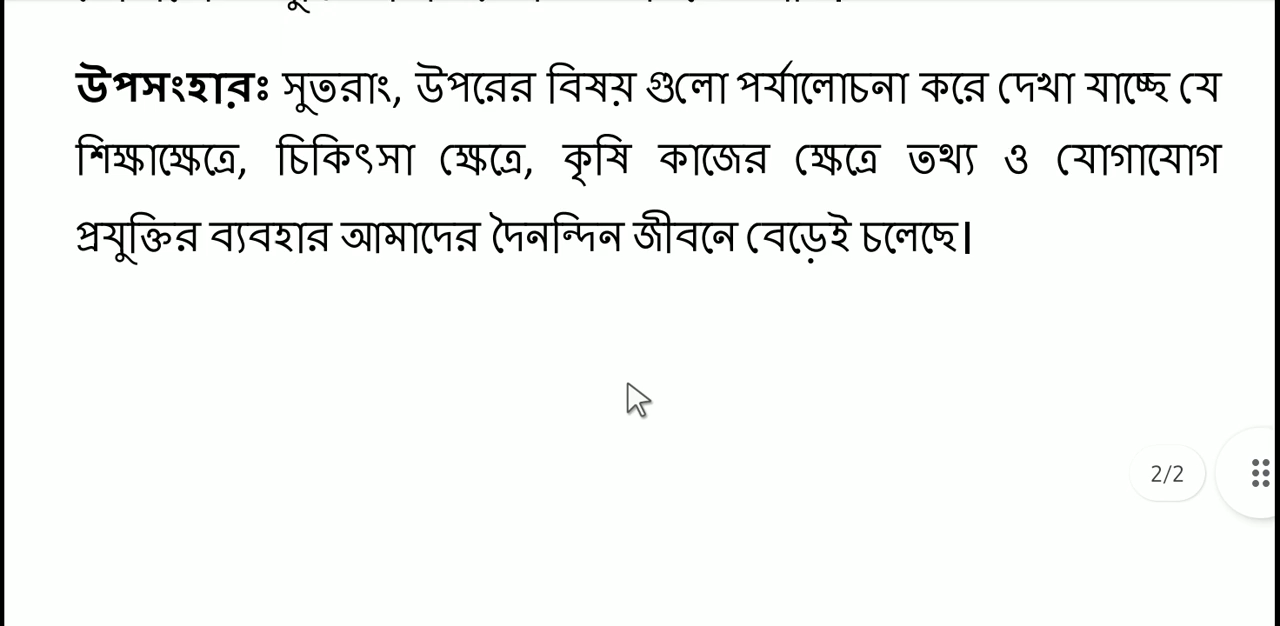 উপসংহারঃ সুতরাং, উপরের বিষয় গুলো পর্যালোচনা করে দেখা যাচ্ছে যে
শিক্ষাক্ষেত্রে, চিকিৎসা ক্ষেত্রে, কৃষি কাজের ক্ষেত্রে তথ্য ও যোগাযোগ
প্রযুক্তির ব্যবহার আমাদের দৈনন্দিন জীবনে বেড়েই চলেছে।
2/2